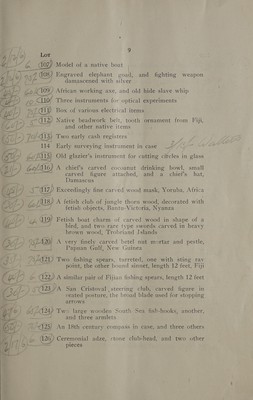 9
Lot
107 Model of a native boat
108 Engraved elephant goad, and fighting weapon
damascened with silver
109 African working axe, and old hide slave whip
110 Three instruments for optical experiments
111 Box of various electrical items
112 Native beadwork belt, tooth ornament from Fiji,
and other native items
113 Two early cash registers
114 Early surveying instrument in case
115 Old glazier's instrument for cutting circles in glass
116 A chief's carved coconut drinking bowl, small
carved figure attached, and a chief's hat,
Damascus
117 Exceedingly fine carved wood mask, Yoruba, Africa
118 A fetish club of jungle thorn wood, decorated with
fetish objects, Bantu-Victoria, Nyanza
119 Fetish boat charm of carved wood in shape of a
bird, and two rare type swords carved in heavy
brown wood, Trobriand Islands
120 A very finely carved betel nut mortar and pestle,
Papuan Gulf, New Guinea
121 Two fishing spears, turreted, one with sting ray
point, the other bound sinnet, length 12 feet, Fiji
122 A similar pair of Fijian fishing spears, length 12 feet
123 A San Cristoval steering club, carved figure in
seated posture, the broad blade used for stopping
arrows
124 Two large wooden South Sea fish-hooks, another,
and three armlets
125 An 18th century compass in case, and three others
126 Ceremonial adze, stone club-head, and two other
pieces